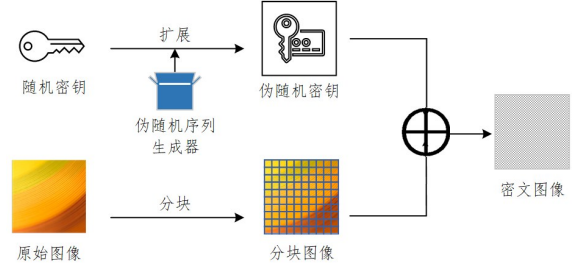 扩展
随机密钥
伪随机密钥
伪随机序列
生成器
密文图像
分块
原始图像
分块图像